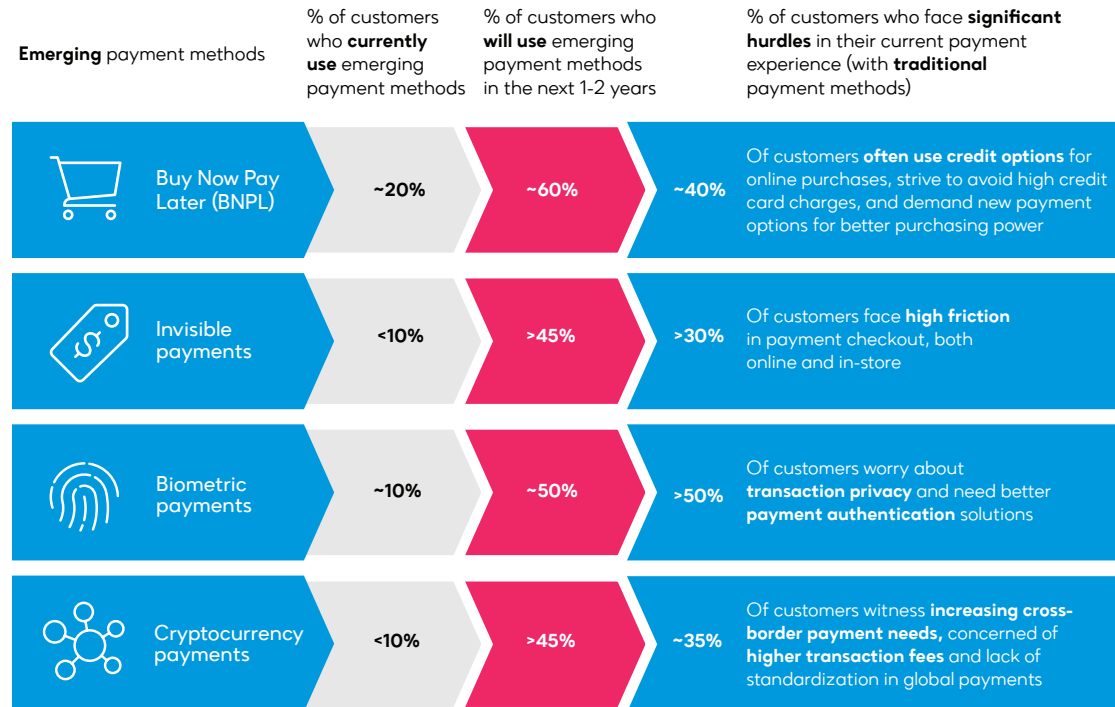 Emerging payment methods
% of customers
who currently
use emerging
payment methods
% of customers who
will use emerging
payment methods
in the next 1-2 years
% of customers who face significant
hurdles in their current payment
experience (with traditional
payment methods)
Buy Now Pay
Later (BNPL)
~20%
~60%
~40%
Of customers often use credit options for
online purchases, strive to avoid high credit
card charges, and demand new payment
options for better purchasing power
Invisible
payments
<10%
>45%
>30%
Of customers face high friction
in payment checkout, both
online and in-store
Biometric
payments
~10%
~50%
>50%
Of customers worry about
transaction privacy and need better
payment authentication solutions
Cryptocurrency
payments
<10%
>45%
~35%
Of customers witness increasing cross-
border payment needs, concerned of
higher transaction fees and lack of
standardization in global payments